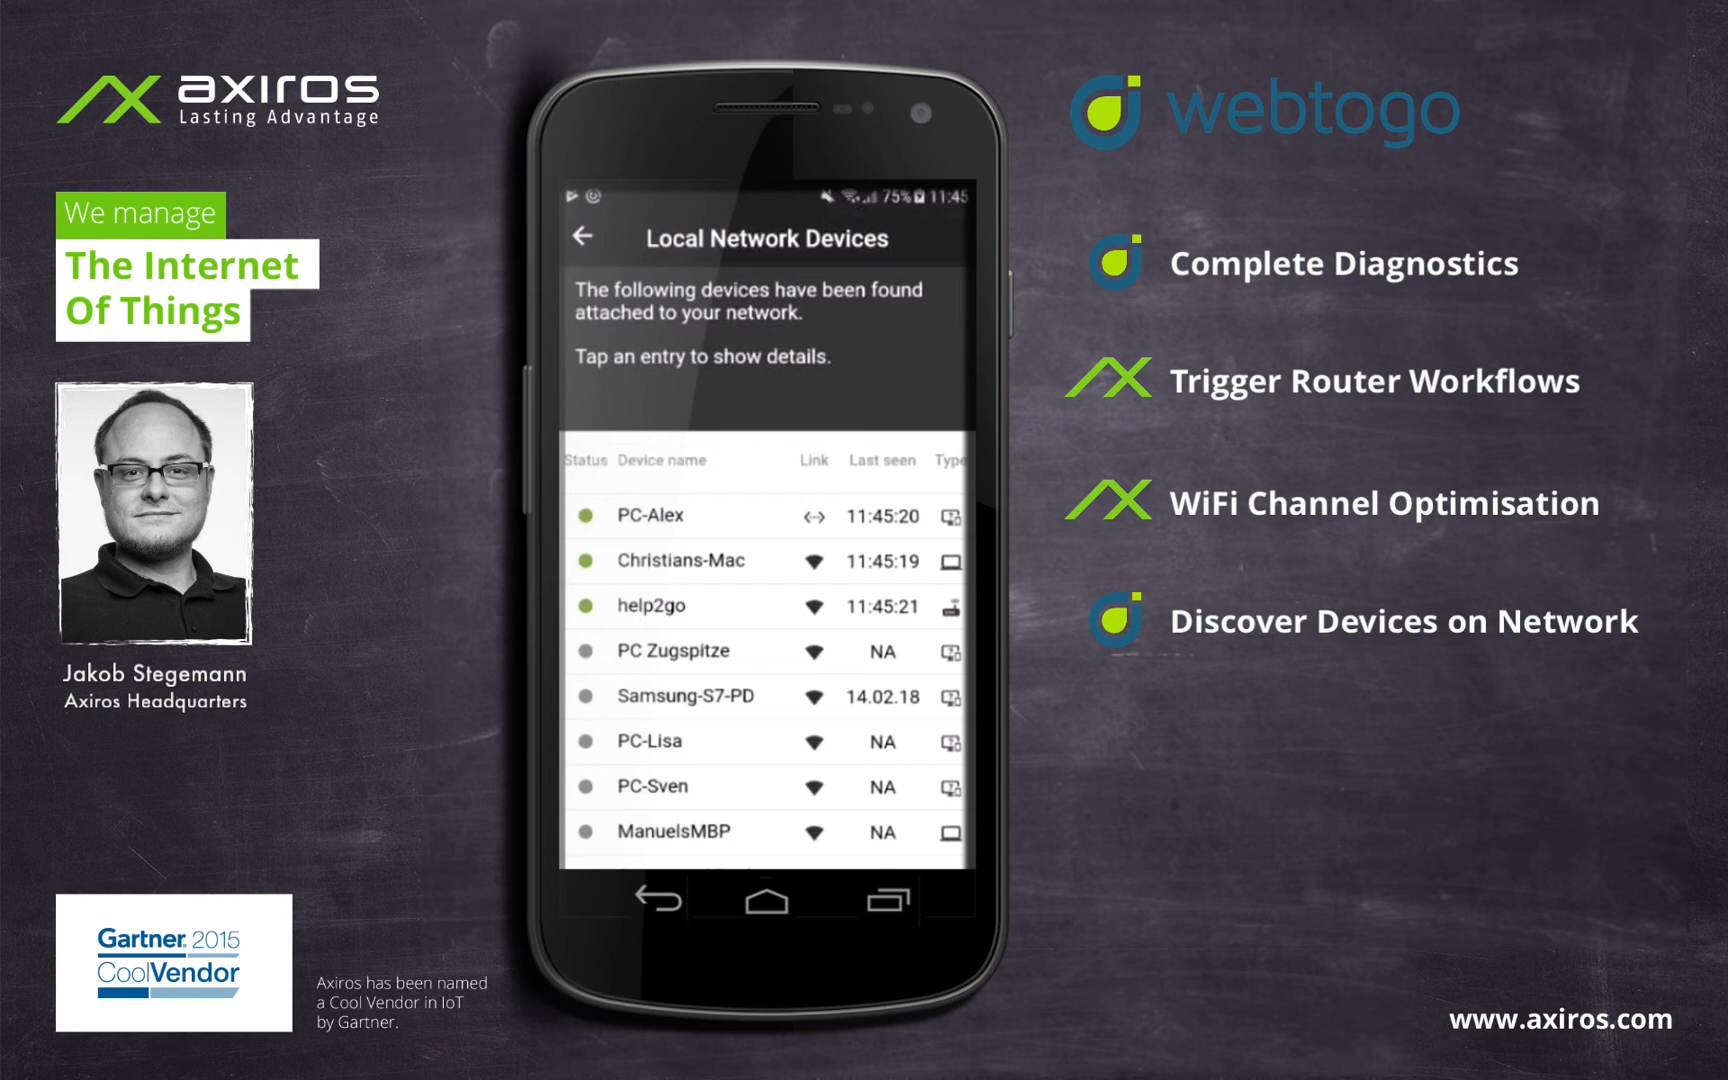 axiros
Lasting Advantage
We manage
The Internet
Of Things
Jakob Stegemann
Axiros Headquarters
Gartner 2015
CoolVendor
Axiros has been named
a Cool Vendor in IoT
by Gartner.
75% 11:45
Local Network Devices
The following devices have been found
attached to your network.
Tap an entry to show details.
Status Device name Link Last seen Type
PC-Alex 11:45:20
Christians-Mac 11:45:19
help2go 11:45:21
PC Zugspitze NA
Samsung-S7-PD 14.02.18
PC-Lisa NA
PC-Sven NA
ManuelsMBP NA
webtogo
Complete Diagnostics
Trigger Router Workflows
WiFi Channel Optimisation
Discover Devices on Network
www.axiros.com